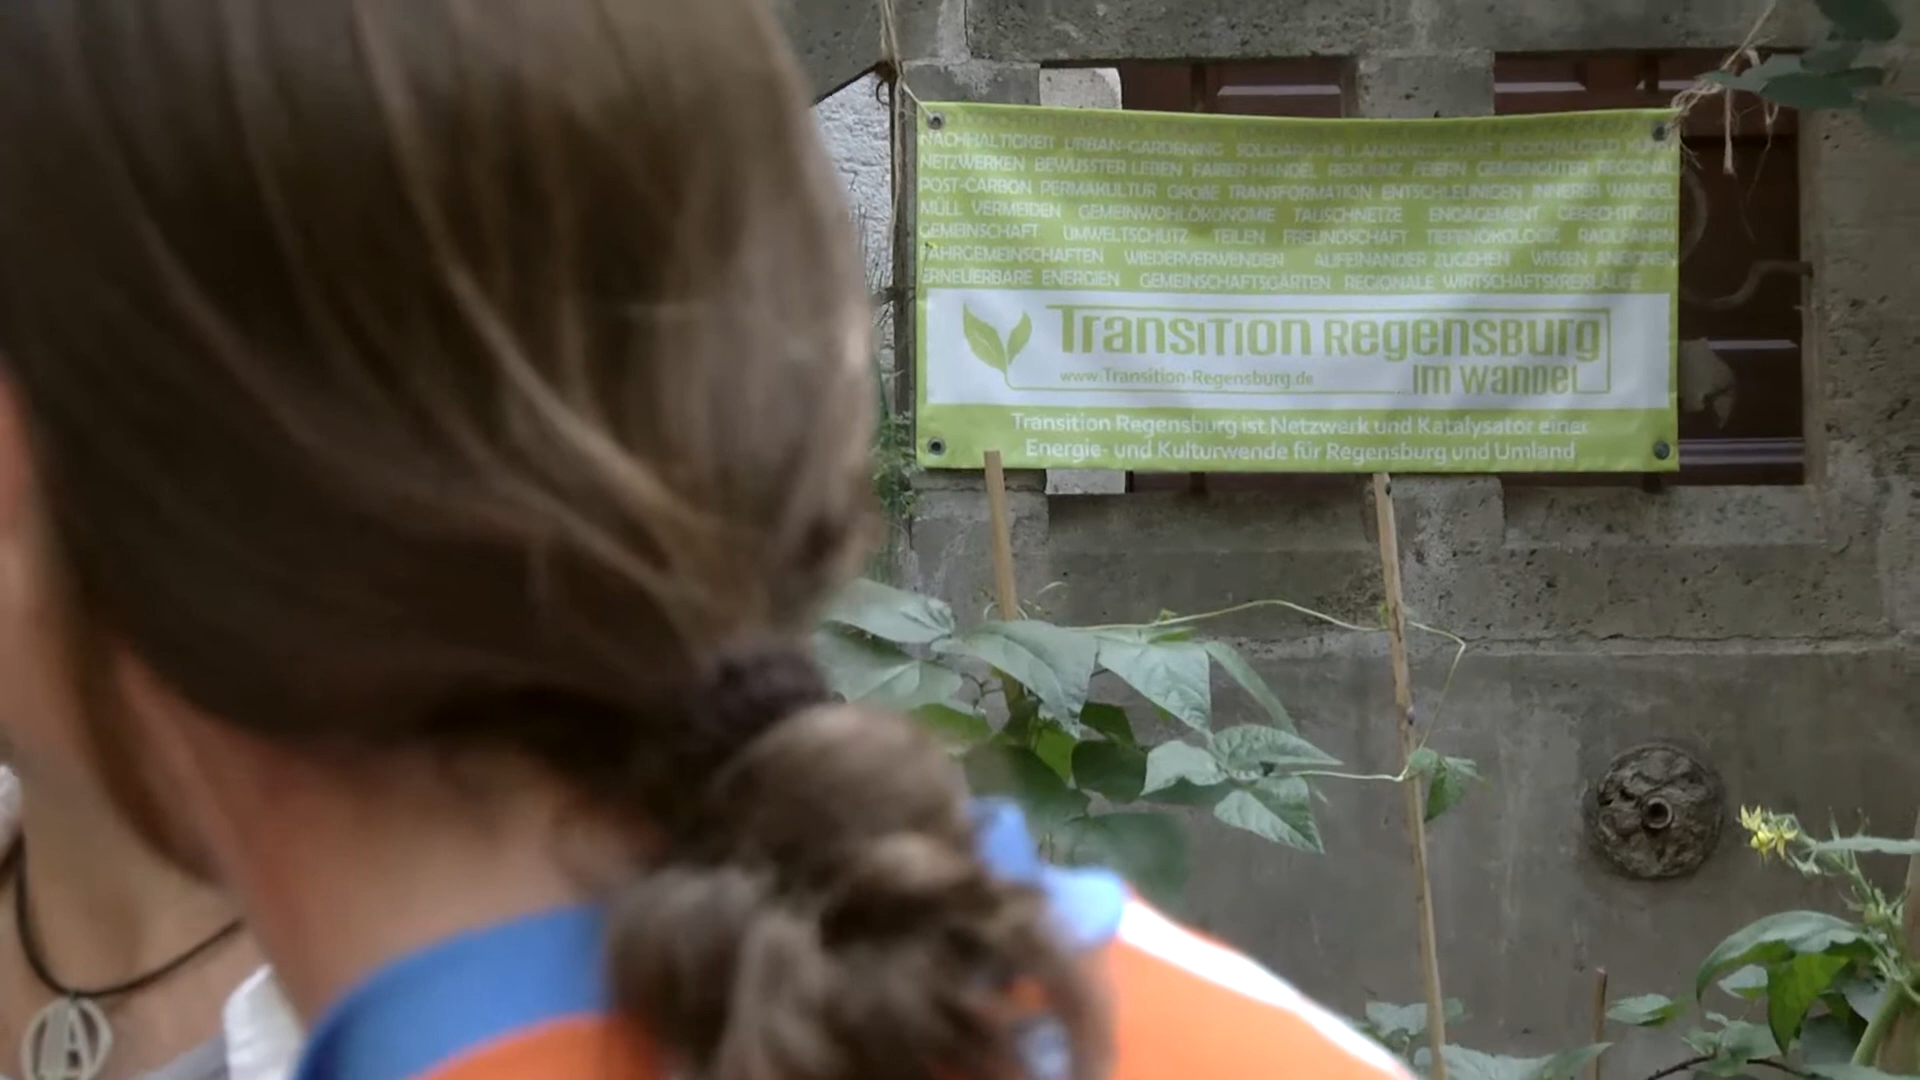 NACHHALTIGKEIT URBAN-GARDENING SOLIDARISCHE LANDWIRTSCHAFT REGIONALGELD
NETZWERKEN BEWUSSTER LEBEN FAIRER HANDEL RESILIENZ FEIERN GEMEINGÜTER REGIONAL
POST-CARBON PERMAKULTUR GROßE TRANSFORMATION ENTSCHLEUNIGEN INNERER WANDEL
MÜLL VERMEIDEN GEMEINWOHLÖKONOMIE TAUSCHNETZE ENGAGEMENT GERECHTIGKEIT
GEMEINSCHAFT UMWELTSCHUTZ TEILEN FREUNDSCHAFT TIEFENÖKOLOGIE RADLFAHRN
FAHRGEMEINSCHAFTEN WIEDERVERWENDEN AUFEINANDER ZUGEHEN WISSEN ANEIGNEN
ERNEUERBARE ENERGIEN GEMEINSCHAFTSGÄRTEN REGIONALE WIRTSCHAFTSKREISLÄUFE
Transition Regensburg
im Wandel
www.Transition-Regensburg.de
Transition Regensburg ist Netzwerk und Katalysator einer
Energie- und Kulturwende für Regensburg und Umland